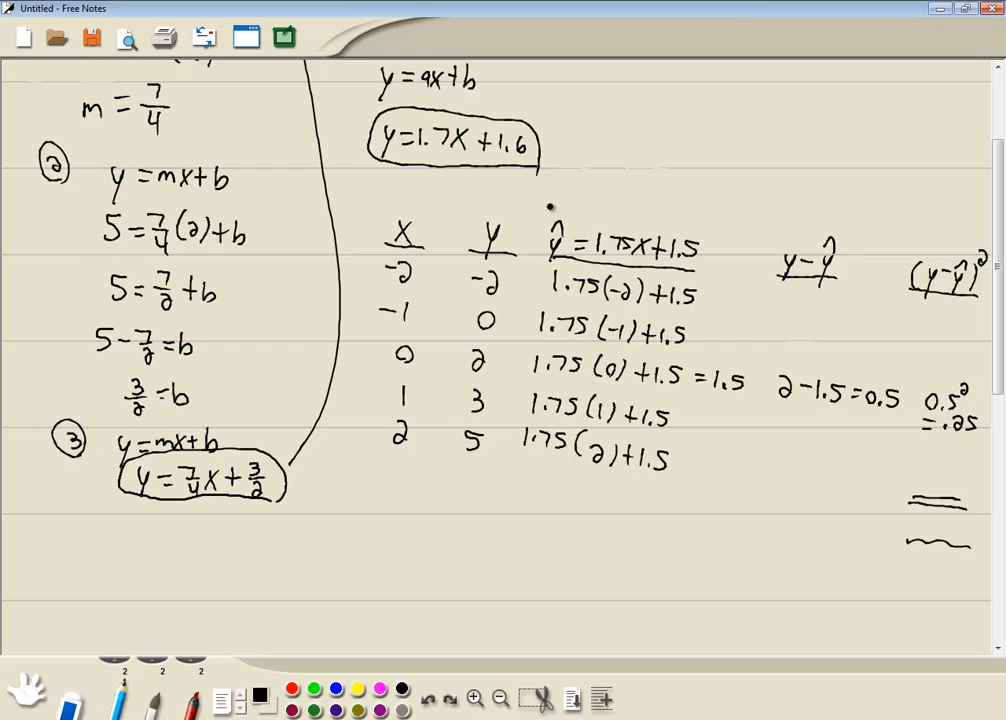 Untitled - Free Notes
m = 7/4
② y = mx+b
5 = 7/4(2)+b
5 = 7/2 + b
5 - 7/2 = b
3/2 = b
③ y = mx+b
y = 7/4x + 3/2
y = ax+b
y = 1.7x + 1.6
x y ŷ = 1.75x+1.5 y-ŷ (y-ŷ)²
-2 -2 1.75(-2)+1.5
-1 0 1.75(-1)+1.5
0 2 1.75(0)+1.5 = 1.5 2-1.5=0.5 0.5²
= .25
1 3 1.75(1)+1.5
2 5 1.75(2)+1.5
2 2 2